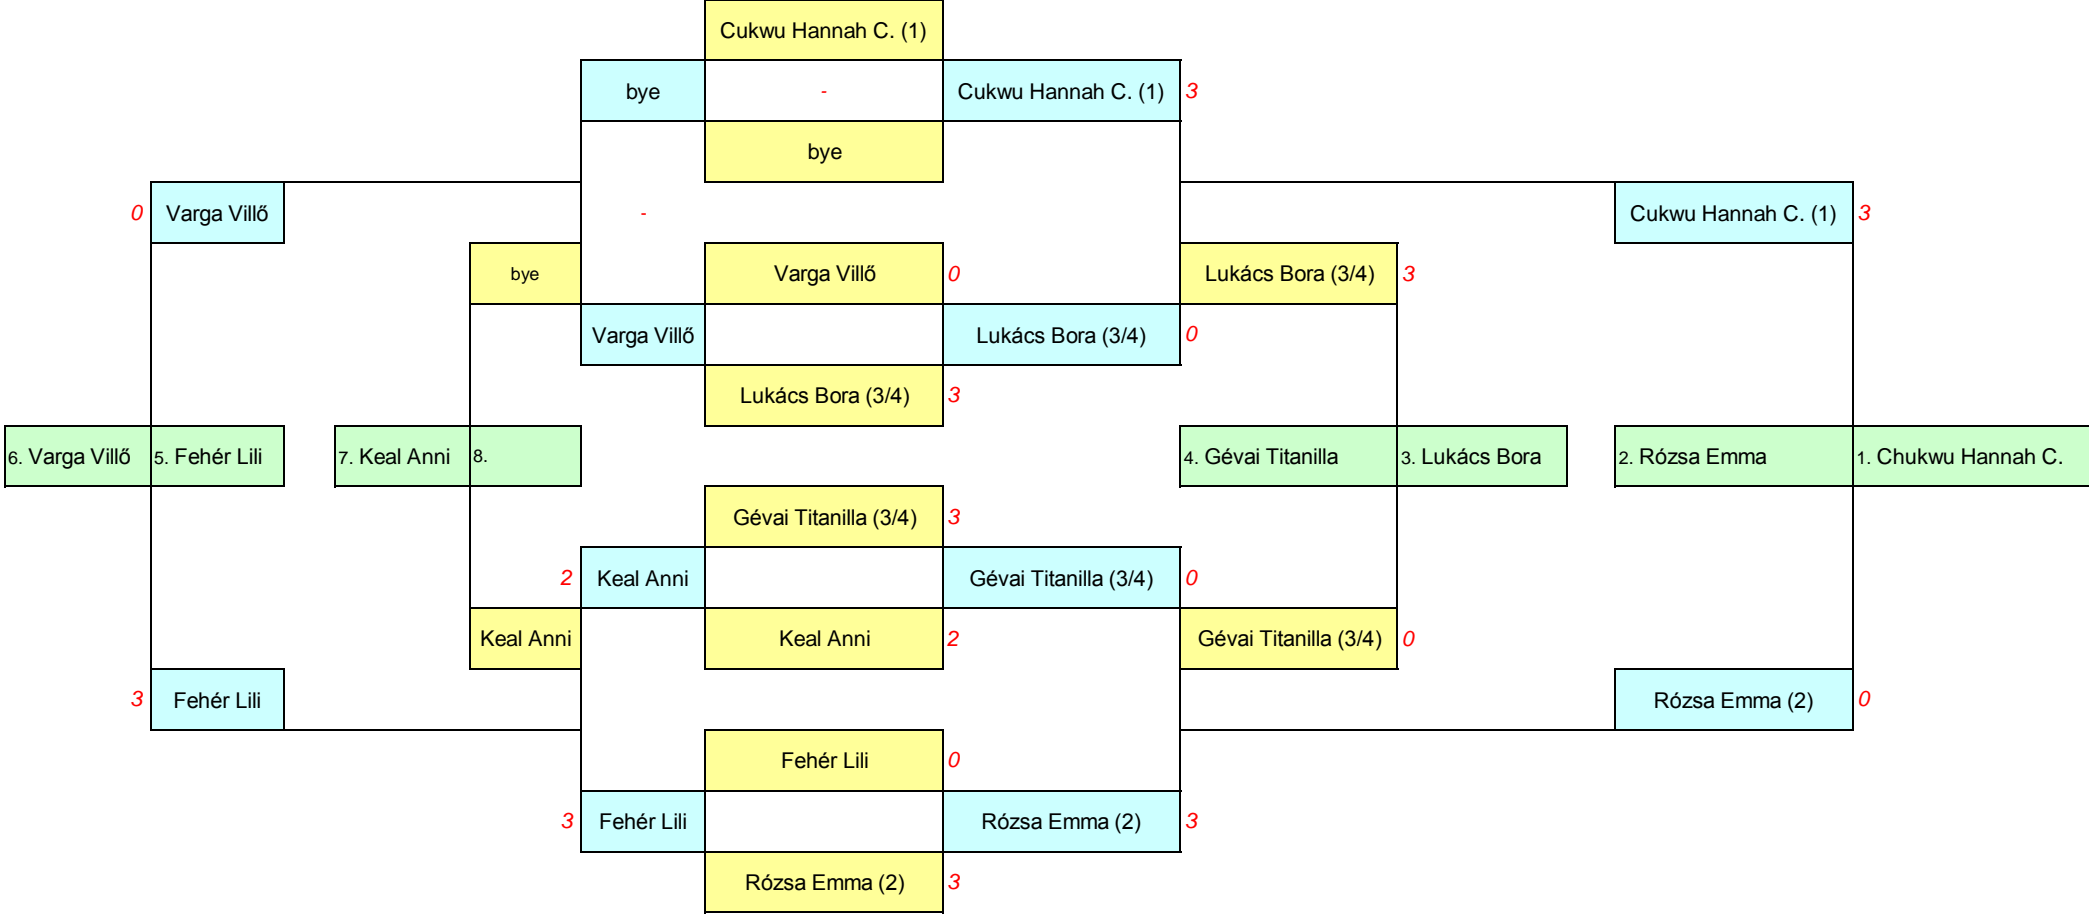 Cukwu Hannah C. (1)
bye - Cukwu Hannah C. (1) 3
bye
0 Varga Villő - Cukwu Hannah C. (1) 3
bye Varga Villő 0 Lukács Bora (3/4) 3
Varga Villő Lukács Bora (3/4) 0
Lukács Bora (3/4) 3
6. Varga Villő 5. Fehér Lili 7. Keal Anni 8. 4. Gévai Titanilla 3. Lukács Bora 2. Rózsa Emma 1. Chukwu Hannah C.
Gévai Titanilla (3/4) 3
2 Keal Anni Gévai Titanilla (3/4) 0
Keal Anni Keal Anni 2 Gévai Titanilla (3/4) 0
3 Fehér Lili Rózsa Emma (2) 0
Fehér Lili 0
3 Fehér Lili Rózsa Emma (2) 3
Rózsa Emma (2) 3